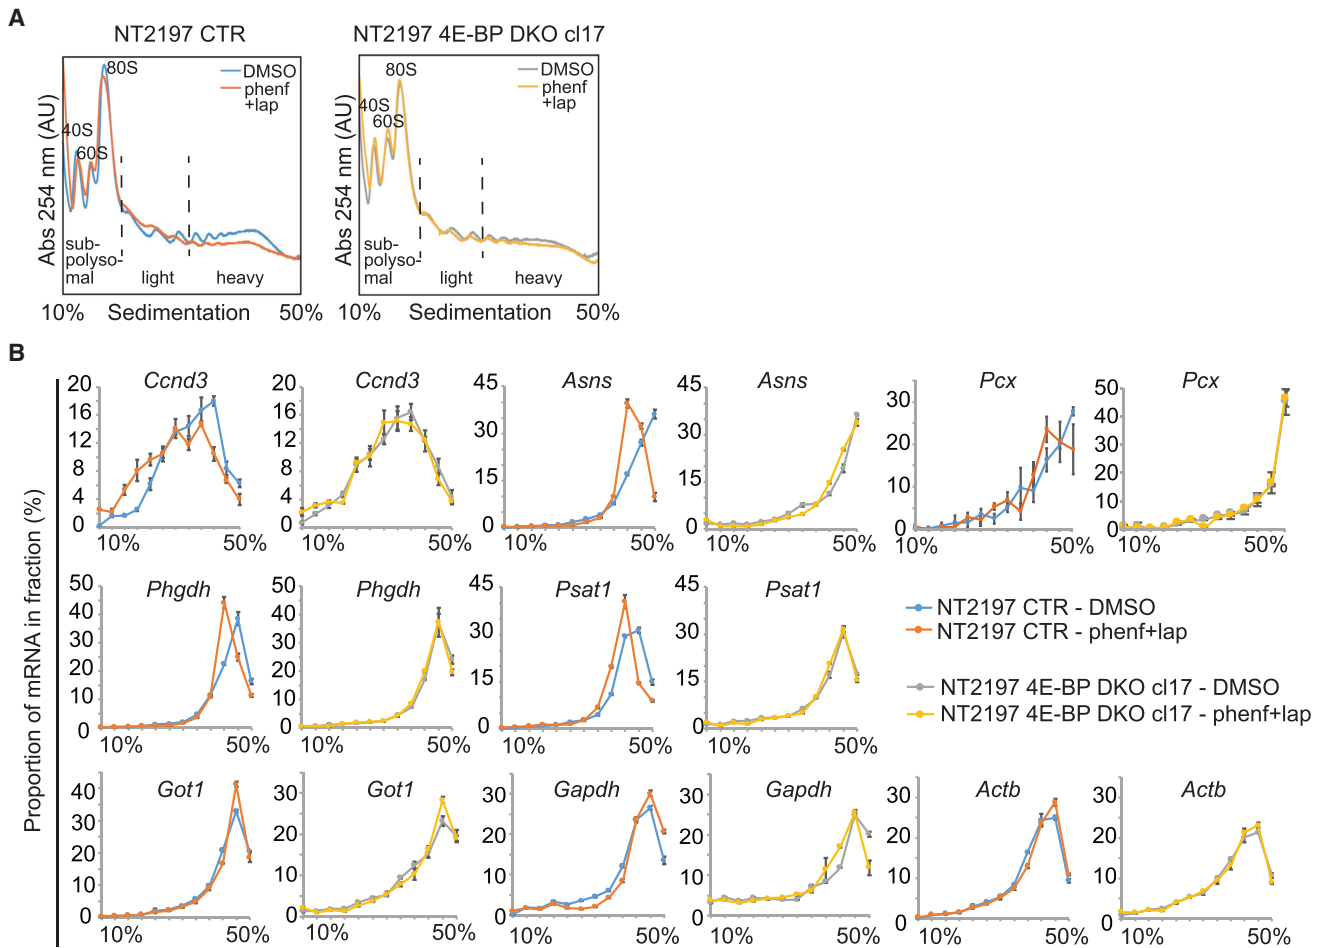 A
NT2197 CTR
NT2197 4E-BP DKO cl17
Abs 254 nm (AU)
40S
60S
80S
DMSO
phenf
+lap
sub-
polyso-
mal
light
heavy
10%
Sedimentation
50%
Abs 254 nm (AU)
40S
60S
80S
DMSO
phenf
+lap
sub-
polyso-
mal
light
heavy
10%
Sedimentation
50%
B
Proportion of mRNA in fraction (%)
Ccnd3
20
16
12
8
4
0
10%
50%
Ccnd3
20
16
12
8
4
0
10%
50%
Asns
45
30
15
0
10%
50%
Asns
45
30
15
0
10%
50%
Pcx
30
20
10
0
10%
50%
Pcx
50
40
30
20
10
0
10%
50%
Phgdh
50
40
30
20
10
0
10%
50%
Phgdh
50
40
30
20
10
0
10%
50%
Psat1
45
30
15
0
10%
50%
Psat1
45
30
15
0
10%
50%
NT2197 CTR - DMSO
NT2197 CTR - phenf+lap
NT2197 4E-BP DKO cl17 - DMSO
NT2197 4E-BP DKO cl17 - phenf+lap
Got1
40
30
20
10
0
10%
50%
Got1
30
20
10
0
10%
50%
Gapdh
30
20
10
0
10%
50%
Gapdh
30
20
10
0
10%
50%
Actb
30
20
10
0
10%
50%
Actb
30
20
10
0
10%
50%